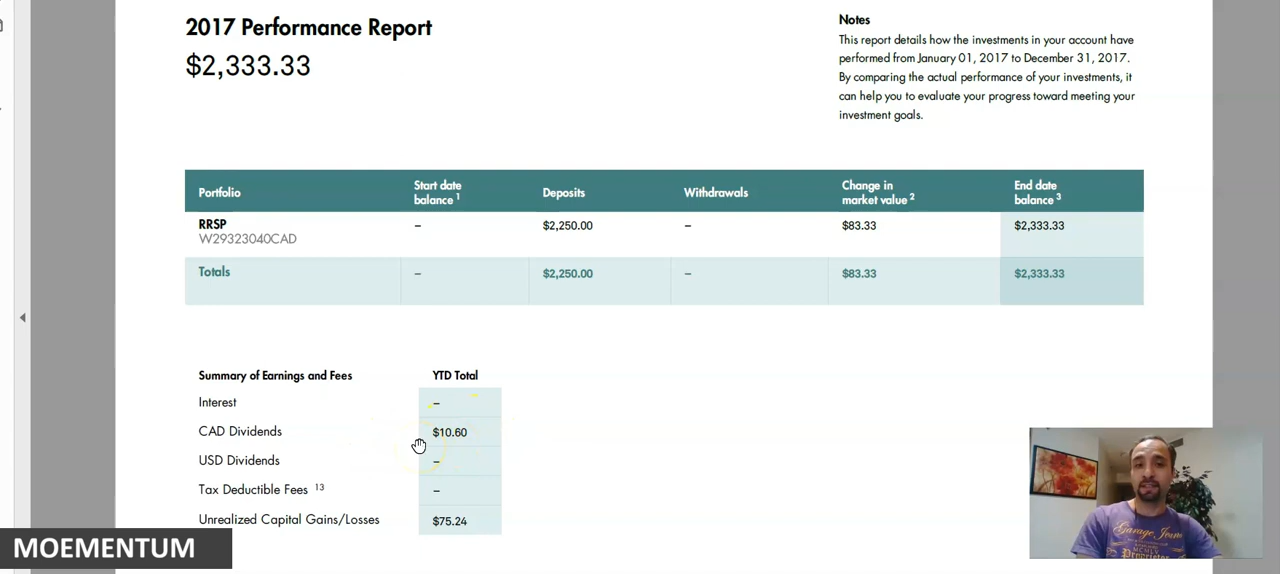 2017 Performance Report
$2,333.33
Notes
This report details how the investments in your account have
performed from January 01, 2017 to December 31, 2017.
By comparing the actual performance of your investments, it
can help you to evaluate your progress toward meeting your
investment goals.
Portfolio Start date balance 1 Deposits Withdrawals Change in market value 2 End date balance 3
RRSP – $2,250.00 – $83.33 $2,333.33
W29323040CAD
Totals – $2,250.00 – $83.33 $2,333.33
Summary of Earnings and Fees YTD Total
Interest –
CAD Dividends $10.60
USD Dividends –
Tax Deductible Fees 13 –
Unrealized Capital Gains/Losses $75.24
MOEMENTUM
Garage, Jorns